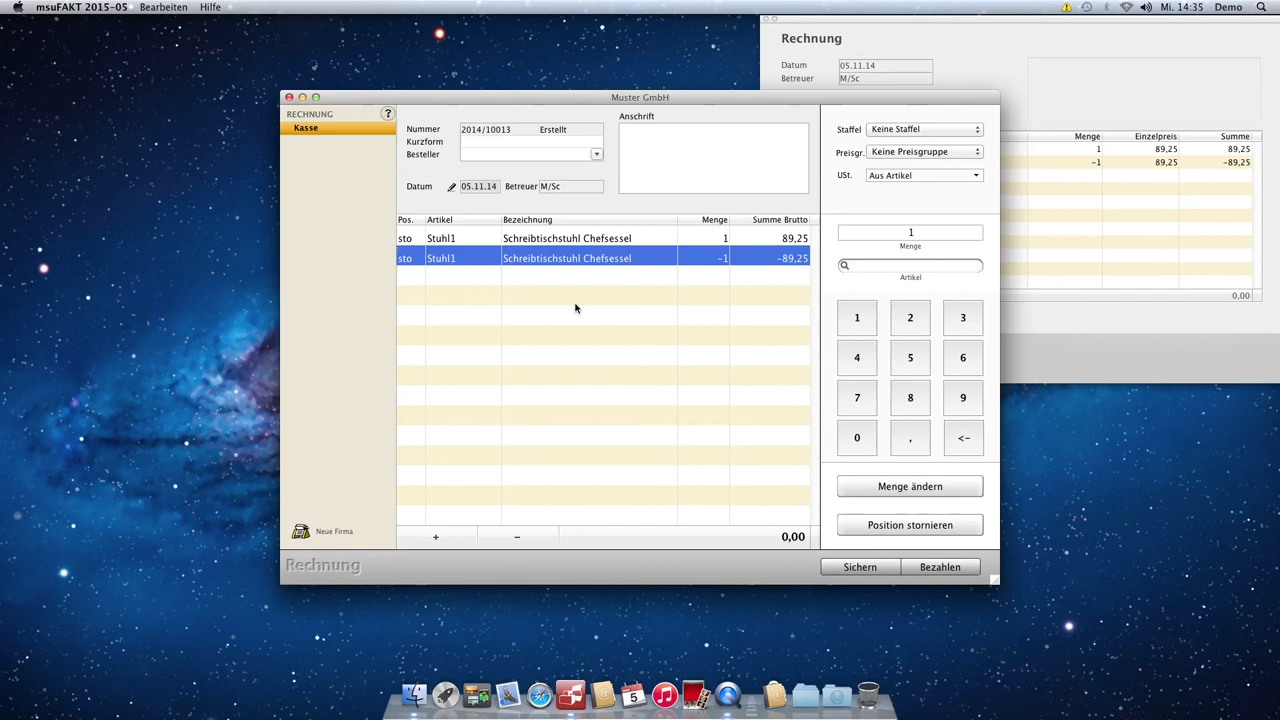 msuFAKT 2015-05 Bearbeiten Hilfe
Mi. 14:35 Demo
Rechnung
Datum 05.11.14
Betreuer M/Sc
Menge Einzelpreis Summe
1 89,25 89,25
-1 89,25 -89,25
0,00
Muster GmbH
RECHNUNG ?
Kasse
Neue Firma
Nummer 2014/10013 Erstellt
Kurzform
Besteller
Datum 05.11.14 Betreuer M/Sc
Anschrift
Pos. Artikel Bezeichnung Menge Summe Brutto
sto Stuhl1 Schreibtischstuhl Chefsessel 1 89,25
sto Stuhl1 Schreibtischstuhl Chefsessel -1 -89,25
+ - 0,00
Staffel Keine Staffel
Preisgr. Keine Preisgruppe
USt. Aus Artikel
1
Menge
Artikel
1 2 3
4 5 6
7 8 9
0 , <-
Menge ändern
Position stornieren
Rechnung
Sichern Bezahlen
5